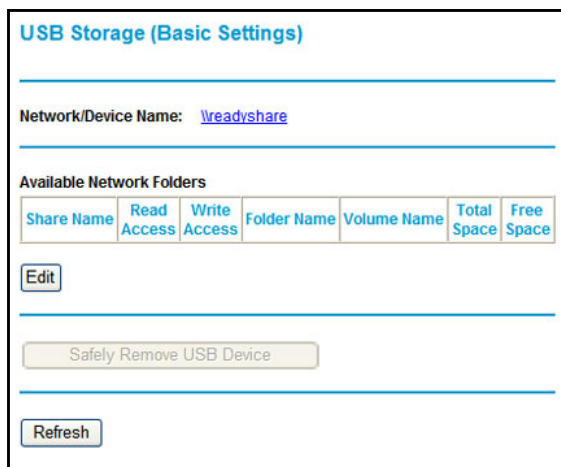 USB Storage (Basic Settings)
Network/Device Name: \\readyshare
Available Network Folders
Share Name Read Access Write Access Folder Name Volume Name Total Space Free Space
Edit
Safely Remove USB Device
Refresh